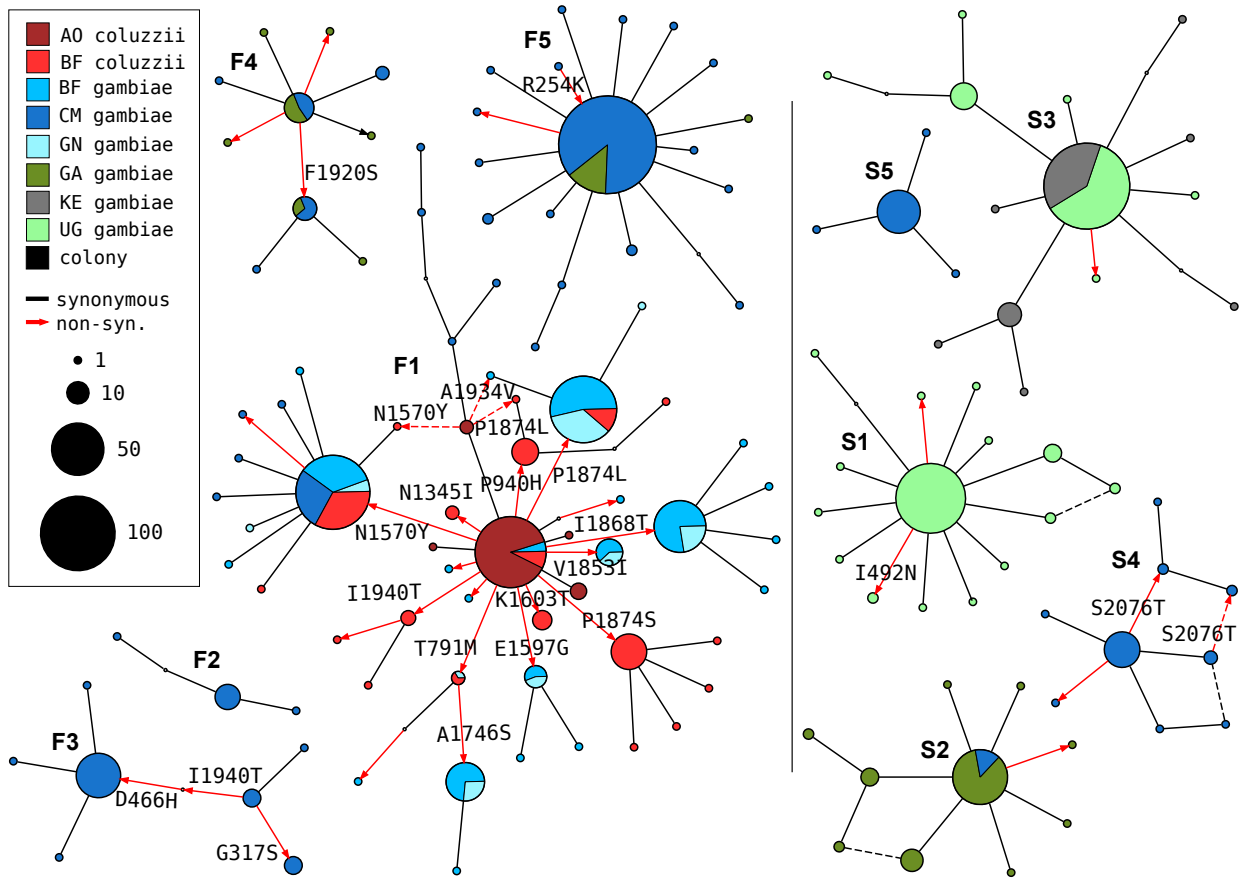 AO coluzzii
BF coluzzii
BF gambiae
CM gambiae
GN gambiae
GA gambiae
KE gambiae
UG gambiae
colony
synonymous
non-syn.
1
10
50
100
F4
F1920S
F5
R254K
S3
S5
F1
A1934V
N1570Y
P1874L
P1874L
P940H
N1345I
N1570Y
I1868T
V1853I
K1603T
I1940T
P1874S
T791M
E1597G
A1746S
F2
F3
I1940T
D466H
G317S
S1
I492N
S4
S2076T
S2076T
S2